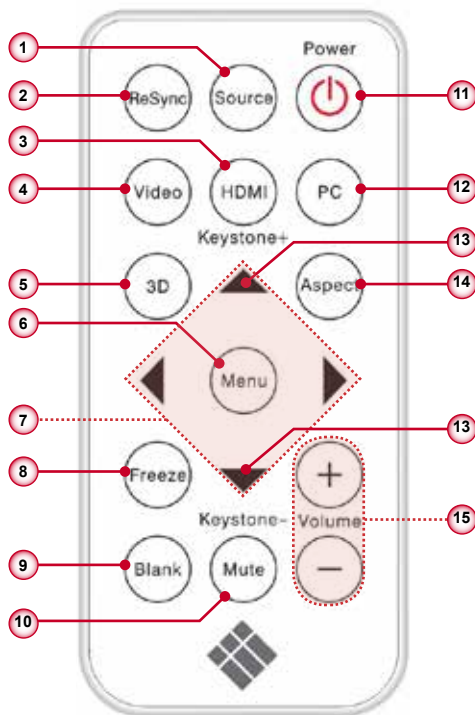 1
Power
2
ReSync
Source
11
3
4
Video
HDMI
PC
12
Keystone+
13
5
3D
Aspect
14
6
Menu
7
13
8
Freeze
+
Keystone-
Volume
15
9
Blank
Mute
−
10